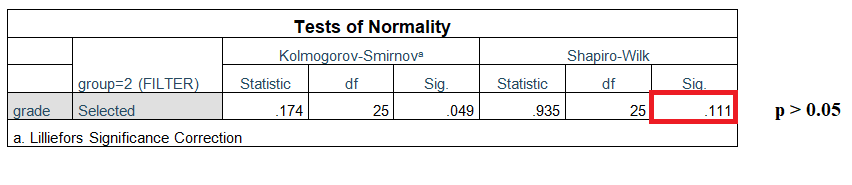 Tests of Normality
Kolmogorov-Smirnovᵃ Shapiro-Wilk
group=2 (FILTER) Statistic df Sig. Statistic df Sig.
grade Selected .174 25 .049 .935 25 .111 p > 0.05
a. Lilliefors Significance Correction